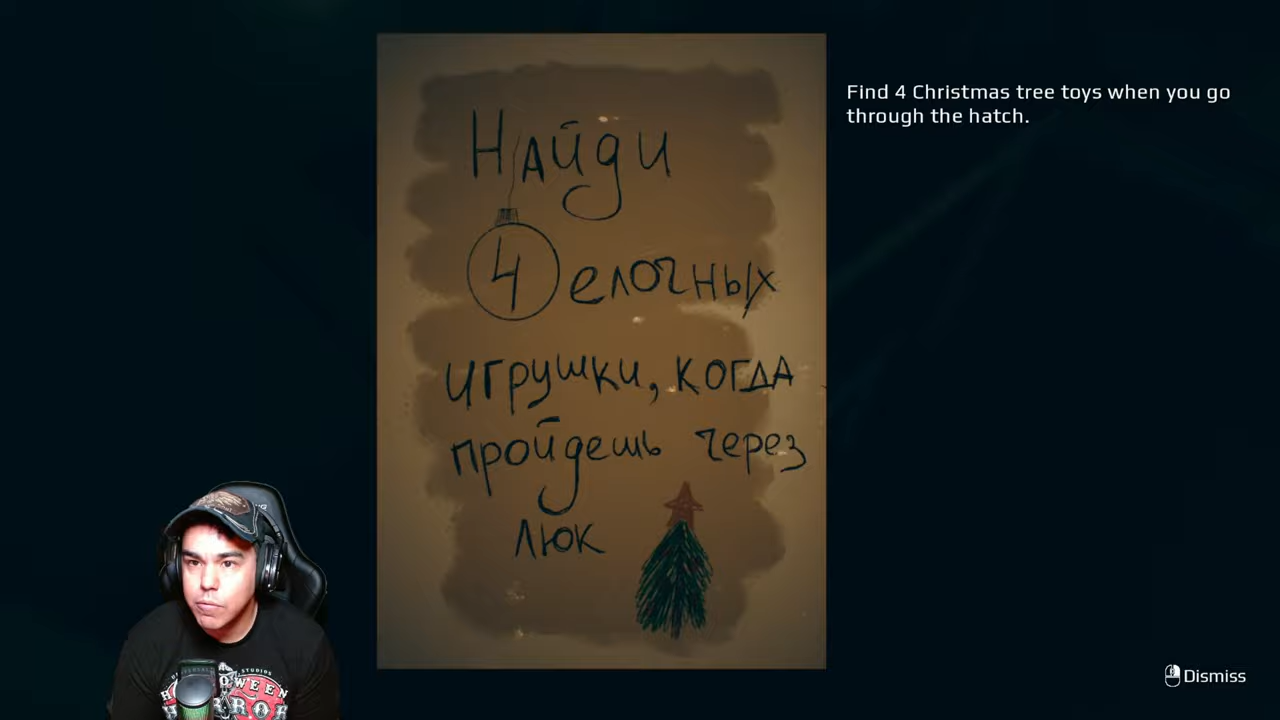 Найди
4 елочных
игрушки, когда
пройдешь через
люк
Find 4 Christmas tree toys when you go
through the hatch.
Dismiss